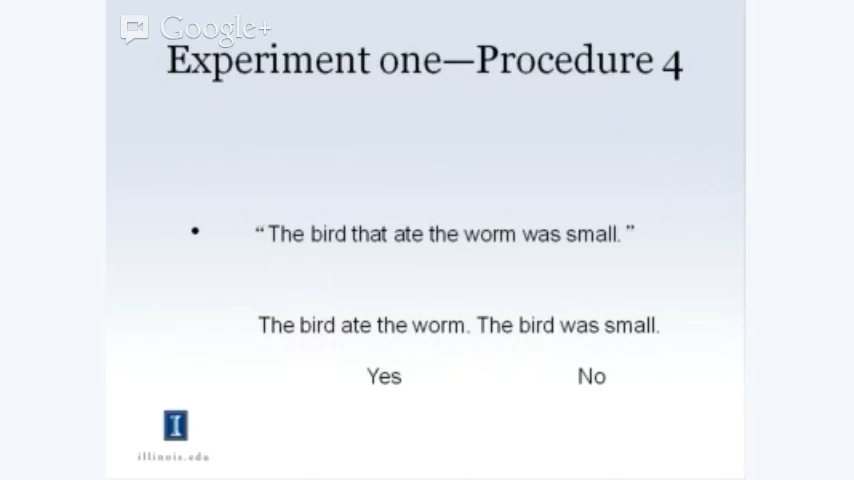 Google+
Experiment one—Procedure 4
• “The bird that ate the worm was small.”
The bird ate the worm. The bird was small.
Yes No
I
illinois.edu